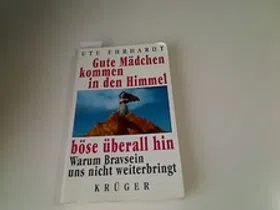 UTE EHRHARDT
Gute Mädchen
kommen
in den Himmel
böse überall hin
Warum Bravsein
uns nicht weiterbringt
KRÜGER